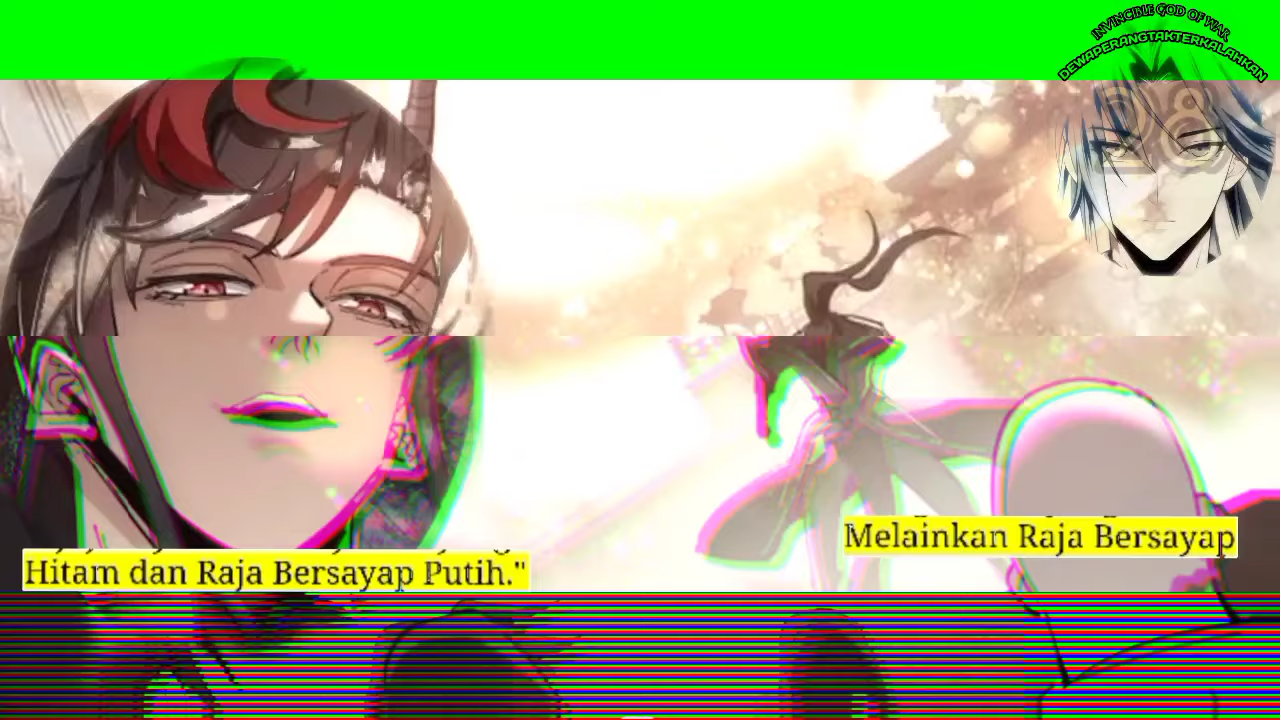 INVINCIBLE GOD OF WAR
DEWAPERANGTAKTERKALAHKAN
Melainkan Raja Bersayap
Hitam dan Raja Bersayap Putih."